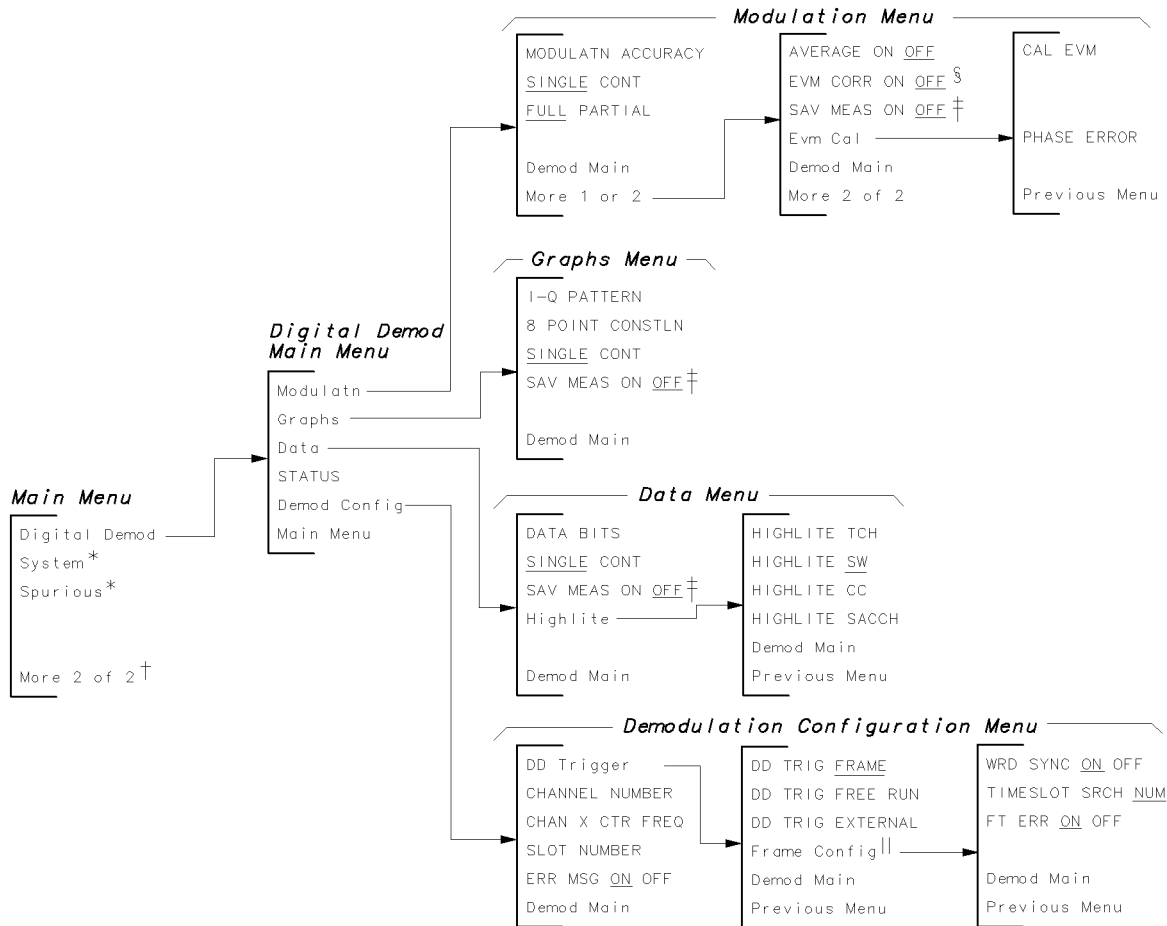 Modulation Menu
MODULATN ACCURACY
SINGLE CONT
FULL PARTIAL
Demod Main
More 1 or 2
AVERAGE ON OFF
EVM CORR ON OFF §
SAV MEAS ON OFF ‡
Evm Cal
Demod Main
More 2 of 2
CAL EVM
PHASE ERROR
Previous Menu
Graphs Menu
I-Q PATTERN
8 POINT CONSTLN
SINGLE CONT
SAV MEAS ON OFF ‡
Demod Main
Digital Demod
Main Menu
Modulatn
Graphs
Data
STATUS
Demod Config
Main Menu
Main Menu
Digital Demod
System*
Spurious*
More 2 of 2†
Data Menu
DATA BITS
SINGLE CONT
SAV MEAS ON OFF ‡
Highlite
Demod Main
HIGHLITE TCH
HIGHLITE SW
HIGHLITE CC
HIGHLITE SACCH
Demod Main
Previous Menu
Demodulation Configuration Menu
DD Trigger
CHANNEL NUMBER
CHAN X CTR FREQ
SLOT NUMBER
ERR MSG ON OFF
Demod Main
DD TRIG FRAME
DD TRIG FREE RUN
DD TRIG EXTERNAL
Frame Config||
Demod Main
Previous Menu
WRD SYNC ON OFF
TIMESLOT SRCH NUM
FT ERR ON OFF
Demod Main
Previous Menu